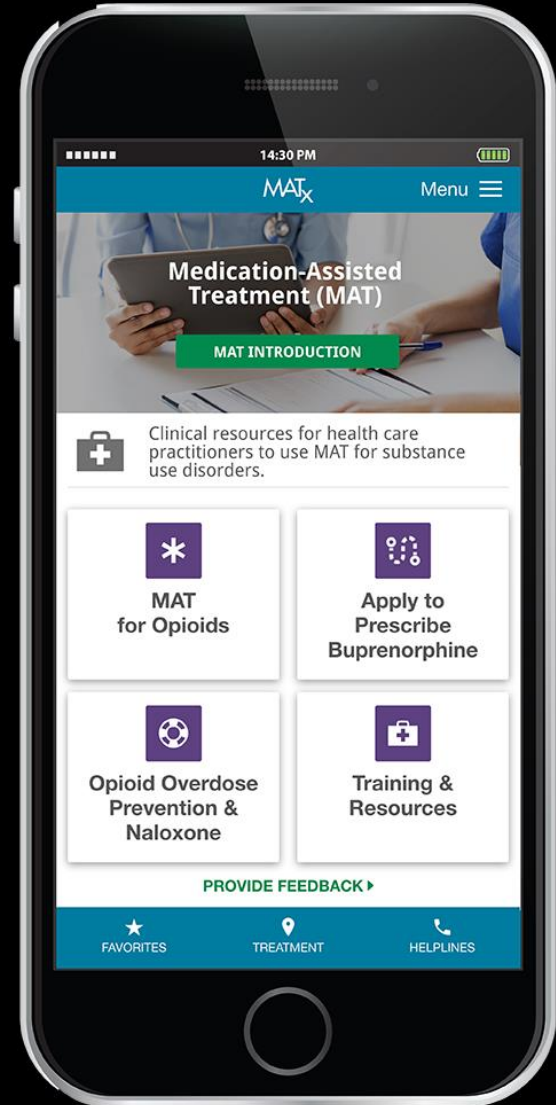 14:30 PM
MATx
Menu
Medication-Assisted
Treatment (MAT)
MAT INTRODUCTION
Clinical resources for health care
practitioners to use MAT for substance
use disorders.
MAT
for Opioids
Apply to
Prescribe
Buprenorphine
Opioid Overdose
Prevention &
Naloxone
Training &
Resources
PROVIDE FEEDBACK
FAVORITES
TREATMENT
HELPLINES